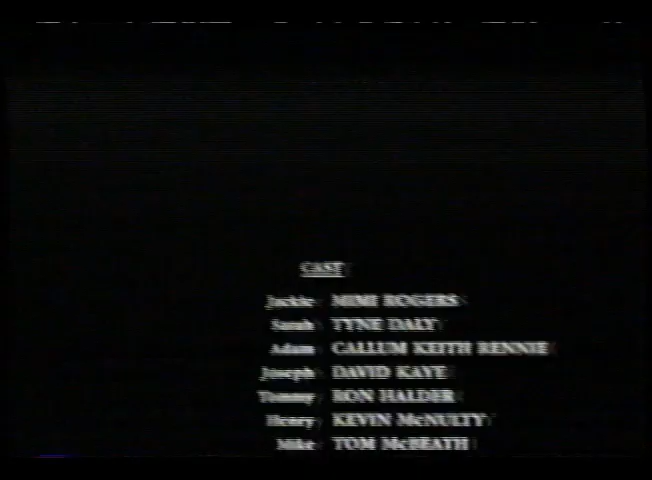 CAST
Jackie MIMI ROGERS
Sarah TYNE DALY
Adam CALLUM KEITH RENNIE
Joseph DAVID KAYE
Tommy RON HALDER
Henry KEVIN McNULTY
Mike TOM McBEATH